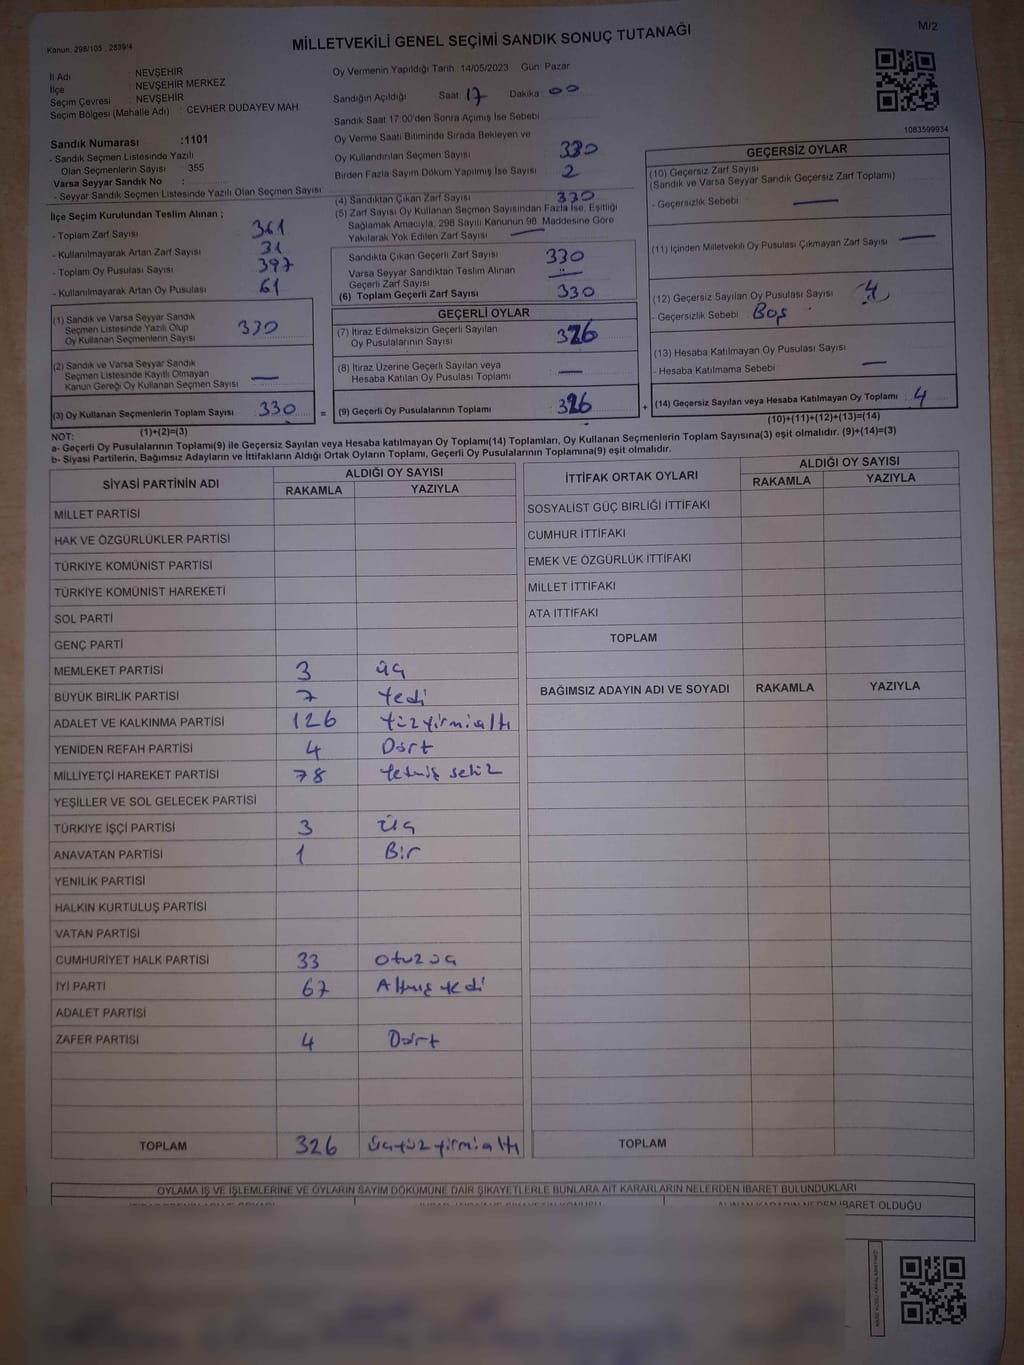 Kanun: 298/105 , 2839/4
MİLLETVEKİLİ GENEL SEÇİMİ SANDIK SONUÇ TUTANAĞI
M/2
İl Adı : NEVŞEHİR
İlçe : NEVŞEHİR MERKEZ
Seçim Çevresi : NEVŞEHİR
Seçim Bölgesi (Mahalle Adı) : CEVHER DUDAYEV MAH.
Sandık Numarası :1101
- Sandık Seçmen Listesinde Yazılı
Olan Seçmenlerin Sayısı 355
Varsa Seyyar Sandık No :
- Seyyar Sandık Seçmen Listesinde Yazılı Olan Seçmen Sayısı
İlçe Seçim Kurulundan Teslim Alınan ;
- Toplam Zarf Sayısı 361
- Kullanılmayarak Artan Zarf Sayısı 31
- Toplam Oy Pusulası Sayısı 397
- Kullanılmayarak Artan Oy Pusulası 61
(1) Sandık ve Varsa Seyyar Sandık
Seçmen Listesinde Yazılı Olup
Oy Kullanan Seçmenlerin Sayısı 330
(2) Sandık ve Varsa Seyyar Sandık
Seçmen Listesinde Kayıtlı Olmayan
Kanun Gereği Oy Kullanan Seçmen Sayısı —
(3) Oy Kullanan Seçmenlerin Toplam Sayısı 330 =
(1)+(2)=(3)
Oy Vermenin Yapıldığı Tarih :14/05/2023 Gün: Pazar
Sandığın Açıldığı Saat: 17 Dakika : 00
Sandık Saat 17:00'den Sonra Açılmış İse Sebebi
Oy Verme Saati Bitiminde Sırada Bekleyen ve
Oy Kullandırılan Seçmen Sayısı 330
Birden Fazla Sayım Döküm Yapılmış İse Sayısı 2
(4) Sandıktan Çıkan Zarf Sayısı 330
(5) Zarf Sayısı Oy Kullanan Seçmen Sayısından Fazla İse, Eşitliği
Sağlamak Amacıyla, 298 Sayılı Kanunun 98. Maddesine Göre
Yakılarak Yok Edilen Zarf Sayısı —
Sandıkta Çıkan Geçerli Zarf Sayısı 330
Varsa Seyyar Sandıktan Teslim Alınan
Geçerli Zarf Sayısı —
(6) Toplam Geçerli Zarf Sayısı 330
GEÇERLİ OYLAR
(7) İtiraz Edilmeksizin Geçerli Sayılan
Oy Pusulalarının Sayısı 326
(8) İtiraz Üzerine Geçerli Sayılan veya
Hesaba Katılan Oy Pusulası Toplamı —
(9) Geçerli Oy Pusulalarının Toplamı 326 +
1083599934
GEÇERSİZ OYLAR
(10) Geçersiz Zarf Sayısı
(Sandık ve Varsa Seyyar Sandık Geçersiz Zarf Toplamı)
- Geçersizlik Sebebi —
(11) İçinden Milletvekili Oy Pusulası Çıkmayan Zarf Sayısı —
(12) Geçersiz Sayılan Oy Pusulası Sayısı 4
- Geçersizlik Sebebi Boş
(13) Hesaba Katılmayan Oy Pusulası Sayısı
- Hesaba Katılmama Sebebi —
(14) Geçersiz Sayılan veya Hesaba Katılmayan Oy Toplamı : 4
(10)+(11)+(12)+(13)=(14)
NOT:
a- Geçerli Oy Pusulalarının Toplamı(9) ile Geçersiz Sayılan veya Hesaba katılmayan Oy Toplamı(14) Toplamları, Oy Kullanan Seçmenlerin Toplam Sayısına(3) eşit olmalıdır. (9)+(14)=(3)
b- Siyasi Partilerin, Bağımsız Adayların ve İttifakların Aldığı Ortak Oyların Toplamı, Geçerli Oy Pusulalarının Toplamına(9) eşit olmalıdır.
SİYASİ PARTİNİN ADI ALDIĞI OY SAYISI
RAKAMLA YAZIYLA
MİLLET PARTİSİ
HAK VE ÖZGÜRLÜKLER PARTİSİ
TÜRKİYE KOMÜNİST PARTİSİ
TÜRKİYE KOMÜNİST HAREKETİ
SOL PARTİ
GENÇ PARTİ
MEMLEKET PARTİSİ 3 üç
BÜYÜK BİRLİK PARTİSİ 7 Yedi
ADALET VE KALKINMA PARTİSİ 126 Yüzyirmialtı
YENİDEN REFAH PARTİSİ 4 Dört
MİLLİYETÇİ HAREKET PARTİSİ 78 Yetmiş sekiz
YEŞİLLER VE SOL GELECEK PARTİSİ
TÜRKİYE İŞÇİ PARTİSİ 3 Üç
ANAVATAN PARTİSİ 1 Bir
YENİLİK PARTİSİ
HALKIN KURTULUŞ PARTİSİ
VATAN PARTİSİ
CUMHURİYET HALK PARTİSİ 33 otuz üç
İYİ PARTİ 67 Altmış yedi
ADALET PARTİSİ
ZAFER PARTİSİ 4 Dört
TOPLAM 326 üçyüzyirmialtı
İTTİFAK ORTAK OYLARI ALDIĞI OY SAYISI
RAKAMLA YAZIYLA
SOSYALİST GÜÇ BİRLİĞİ İTTİFAKI
CUMHUR İTTİFAKI
EMEK VE ÖZGÜRLÜK İTTİFAKI
MİLLET İTTİFAKI
ATA İTTİFAKI
TOPLAM
BAĞIMSIZ ADAYIN ADI VE SOYADI RAKAMLA YAZIYLA
TOPLAM
OYLAMA İŞ VE İŞLEMLERİNE VE OYLARIN SAYIM DÖKÜMÜNE DAİR ŞİKAYETLERLE BUNLARA AİT KARARLARIN NELERDEN İBARET BULUNDUKLARI
ALINAN KARARIN NEDEN İBARET OLDUĞU